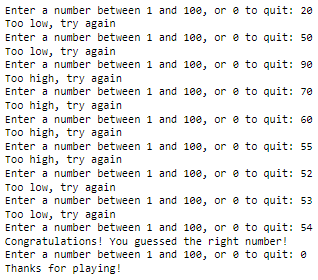 Enter a number between 1 and 100, or 0 to quit: 20
Too low, try again
Enter a number between 1 and 100, or 0 to quit: 50
Too low, try again
Enter a number between 1 and 100, or 0 to quit: 90
Too high, try again
Enter a number between 1 and 100, or 0 to quit: 70
Too high, try again
Enter a number between 1 and 100, or 0 to quit: 60
Too high, try again
Enter a number between 1 and 100, or 0 to quit: 55
Too high, try again
Enter a number between 1 and 100, or 0 to quit: 52
Too low, try again
Enter a number between 1 and 100, or 0 to quit: 53
Too low, try again
Enter a number between 1 and 100, or 0 to quit: 54
Congratulations! You guessed the right number!
Enter a number between 1 and 100, or 0 to quit: 0
Thanks for playing!